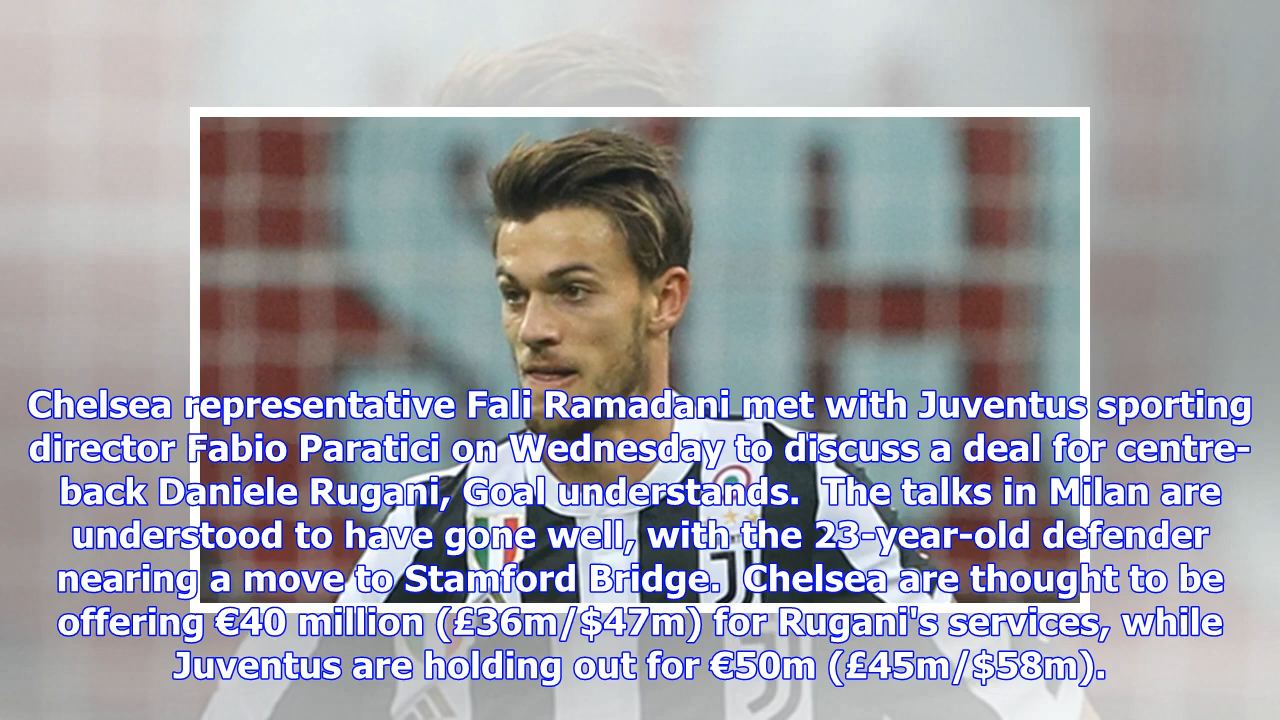 Chelsea representative Fali Ramadani met with Juventus sporting
director Fabio Paratici on Wednesday to discuss a deal for centre-
back Daniele Rugani, Goal understands.  The talks in Milan are
understood to have gone well, with the 23-year-old defender
nearing a move to Stamford Bridge.  Chelsea are thought to be
offering €40 million (£36m/$47m) for Rugani's services, while
Juventus are holding out for €50m (£45m/$58m).